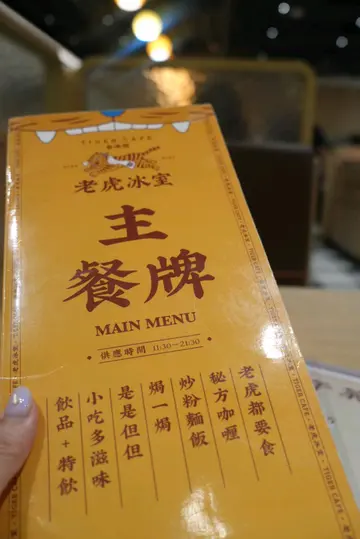 TIGER CAFE
老虎冰室
主
餐牌
MAIN MENU
供應時間 11:30-21:30
老虎都要食
秘方咖喱
炒粉麵飯
焗一焗
是是但但
小吃多滋味
飲品+特飲